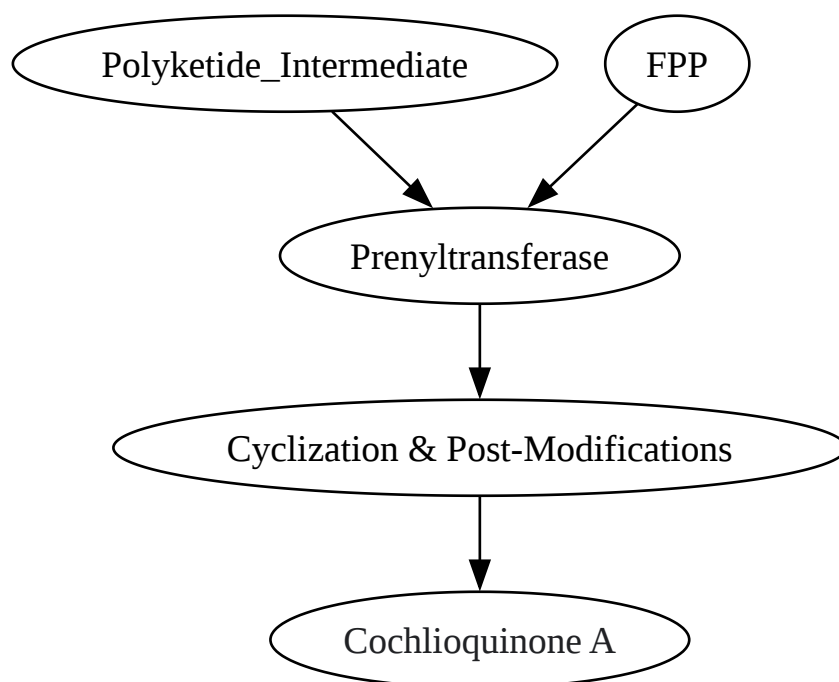 Polyketide_Intermediate
FPP
Prenyltransferase
Cyclization & Post-Modifications
Cochlioquinone A